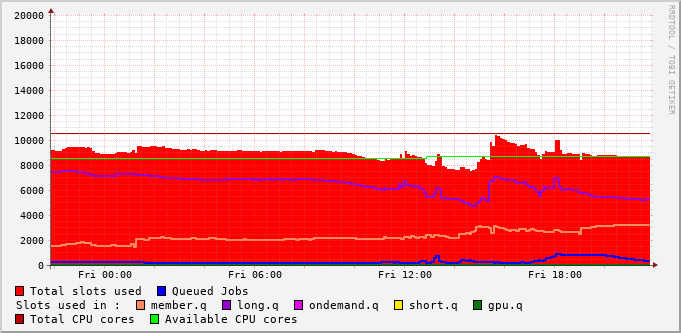 20000
18000
16000
14000
12000
10000
8000
6000
4000
2000
0
Fri 00:00 Fri 06:00 Fri 12:00 Fri 18:00
RRDTOOL / TOBI OETIKER
Total slots used Queued Jobs
Slots used in : member.q long.q ondemand.q short.q gpu.q
Total CPU cores Available CPU cores